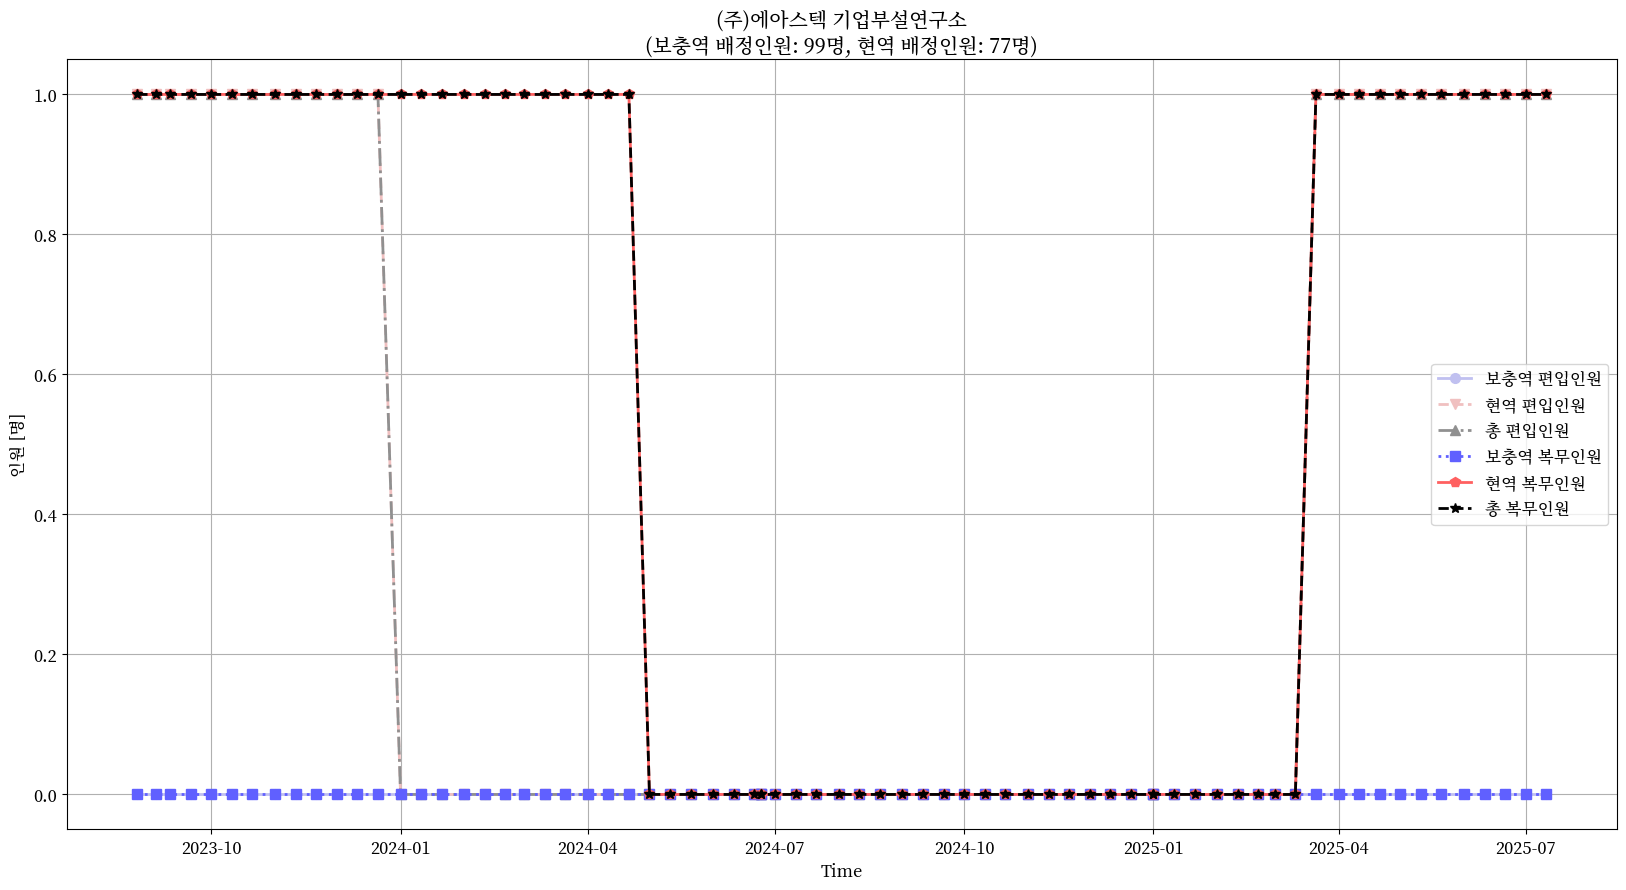 (주)에아스텍 기업부설연구소
(보충역 배정인원: 99명, 현역 배정인원: 77명)
인원 [명]
1.0
0.8
0.6
0.4
0.2
0.0
보충역 편입인원
현역 편입인원
총 편입인원
보충역 복무인원
현역 복무인원
총 복무인원
2023-10
2024-01
2024-04
2024-07
2024-10
2025-01
2025-04
2025-07
Time